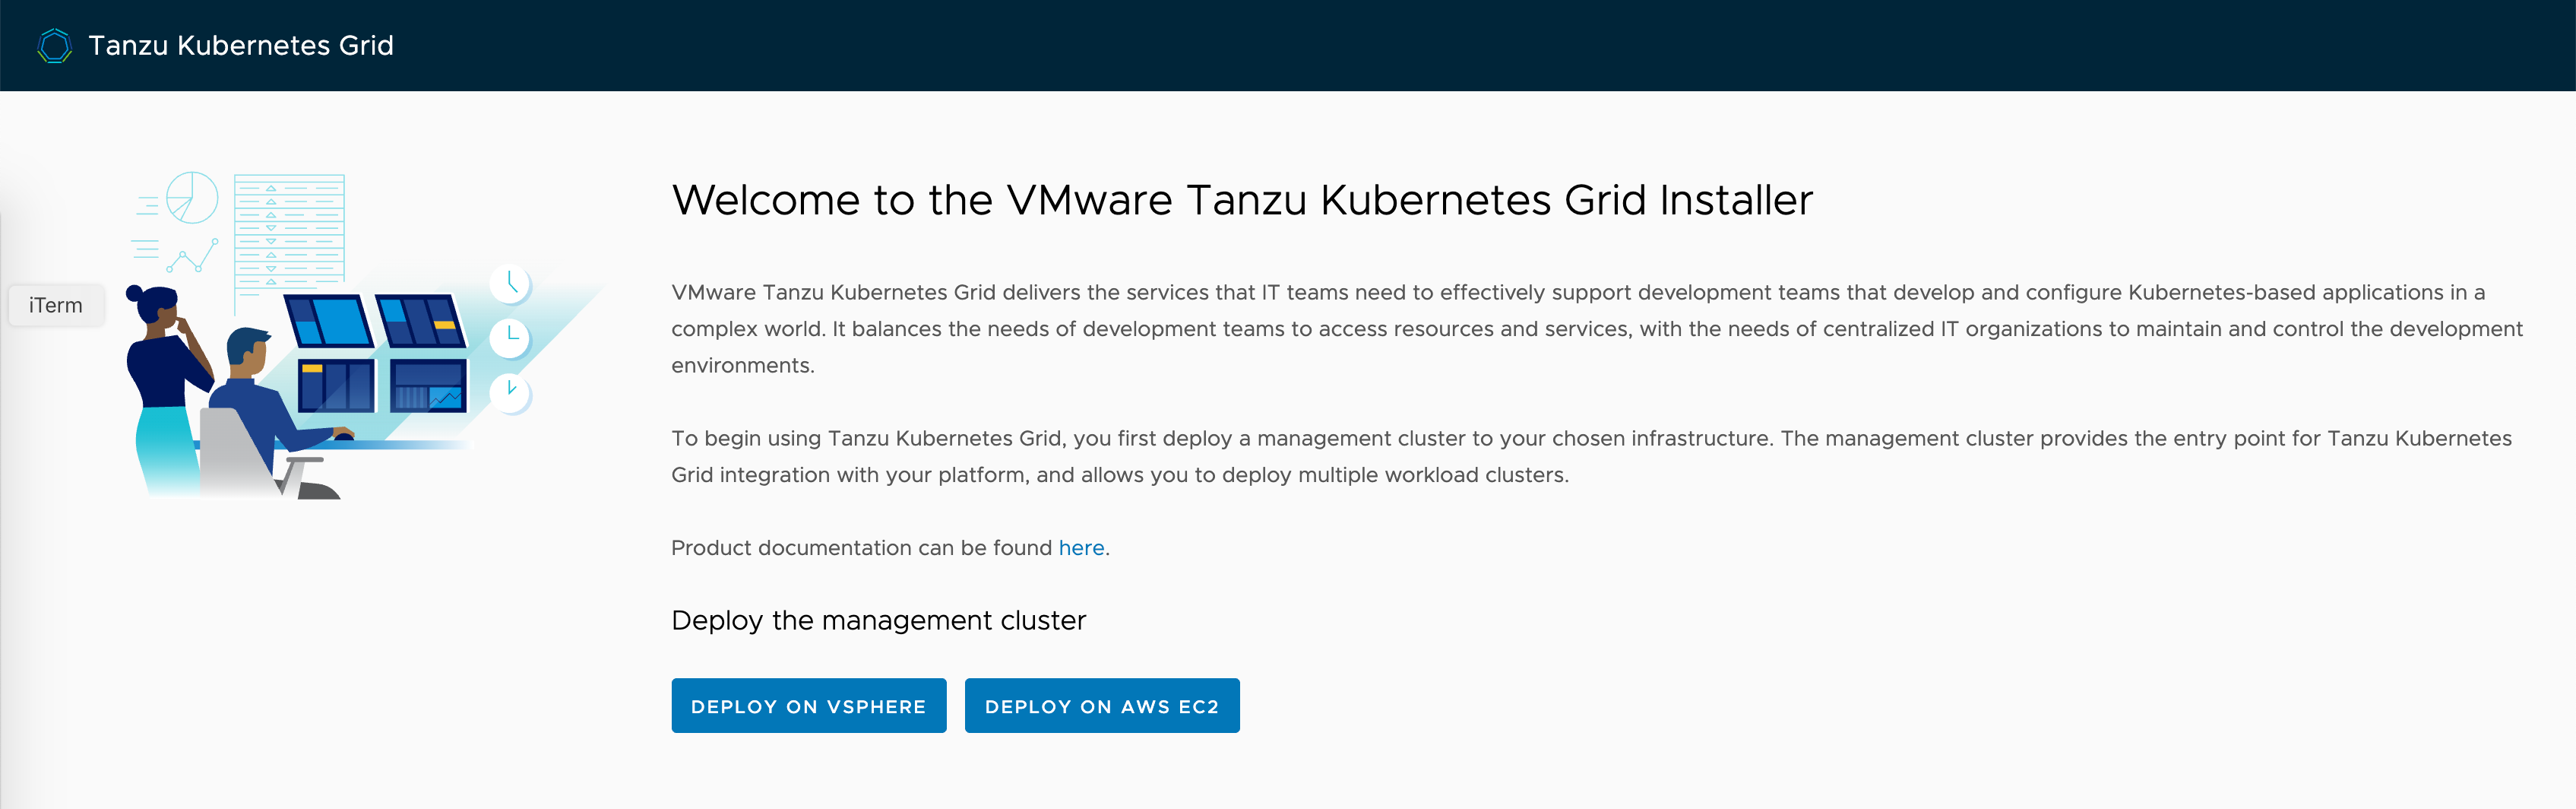 Tanzu Kubernetes Grid
Welcome to the VMware Tanzu Kubernetes Grid Installer
VMware Tanzu Kubernetes Grid delivers the services that IT teams need to effectively support development teams that develop and configure Kubernetes-based applications in a
complex world. It balances the needs of development teams to access resources and services, with the needs of centralized IT organizations to maintain and control the development
environments.
iTerm
To begin using Tanzu Kubernetes Grid, you first deploy a management cluster to your chosen infrastructure. The management cluster provides the entry point for Tanzu Kubernetes
Grid integration with your platform, and allows you to deploy multiple workload clusters.
Product documentation can be found here.
Deploy the management cluster
DEPLOY ON VSPHERE
DEPLOY ON AWS EC2